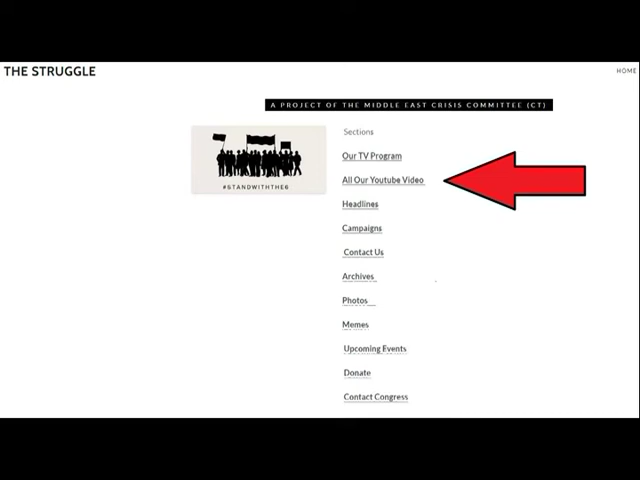 THE STRUGGLE
HOME
A PROJECT OF THE MIDDLE EAST CRISIS COMMITTEE (CT)
Sections
#STANDWITHTHE6
Our TV Program
All Our Youtube Video
Headlines
Campaigns
Contact Us
Archives
Photos
Memes
Upcoming Events
Donate
Contact Congress